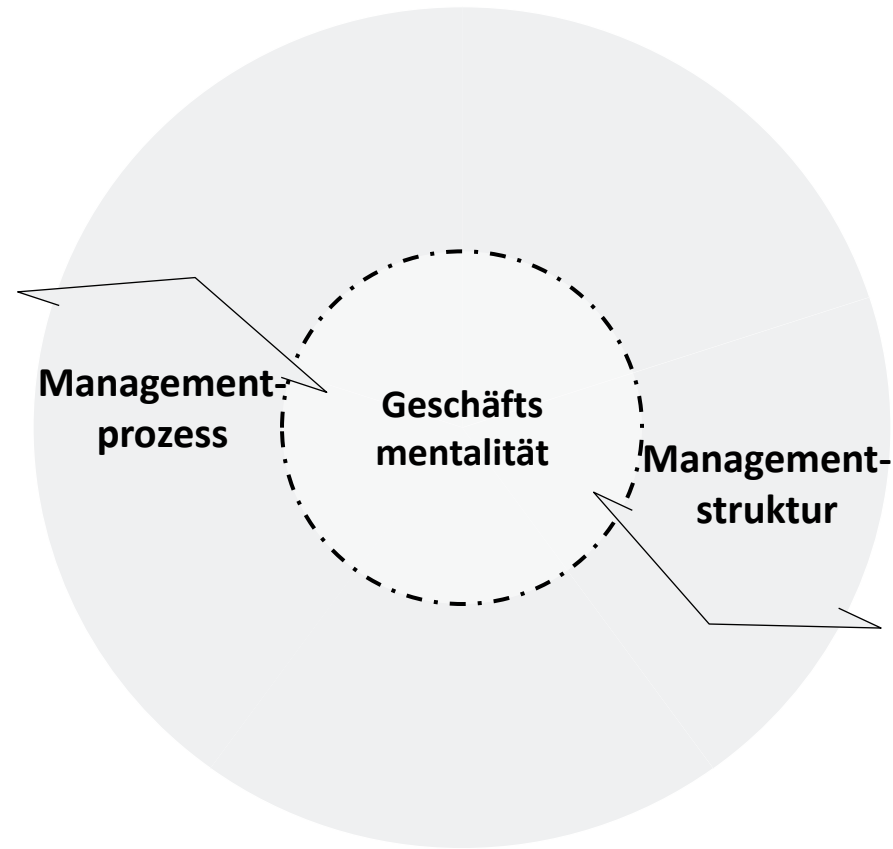 Management-
prozess
Geschäfts
mentalität
Management-
struktur